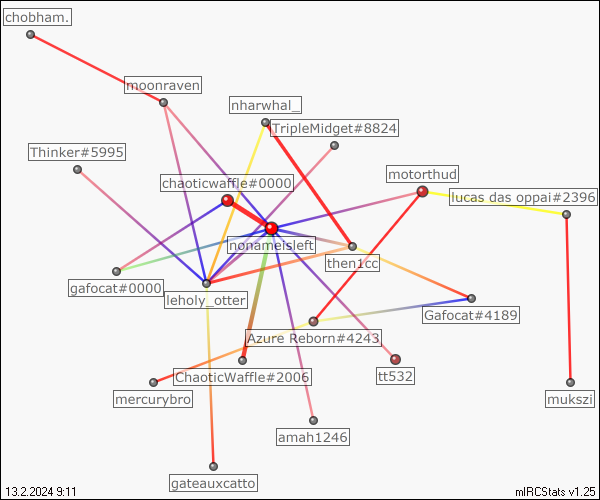 chobham.
moonraven
nharwhal_
TripleMidget#8824
Thinker#5995
chaoticwaffle#0000
motorthud
lucas das oppai#2396
nonameisleft
then1cc
gafocat#0000
leholy_otter
Gafocat#4189
Azure Reborn#4243
ChaoticWaffle#2006
tt532
mercurybro
mukszi
amah1246
gateauxcatto
13.2.2024 9:11
mIRCStats v1.25